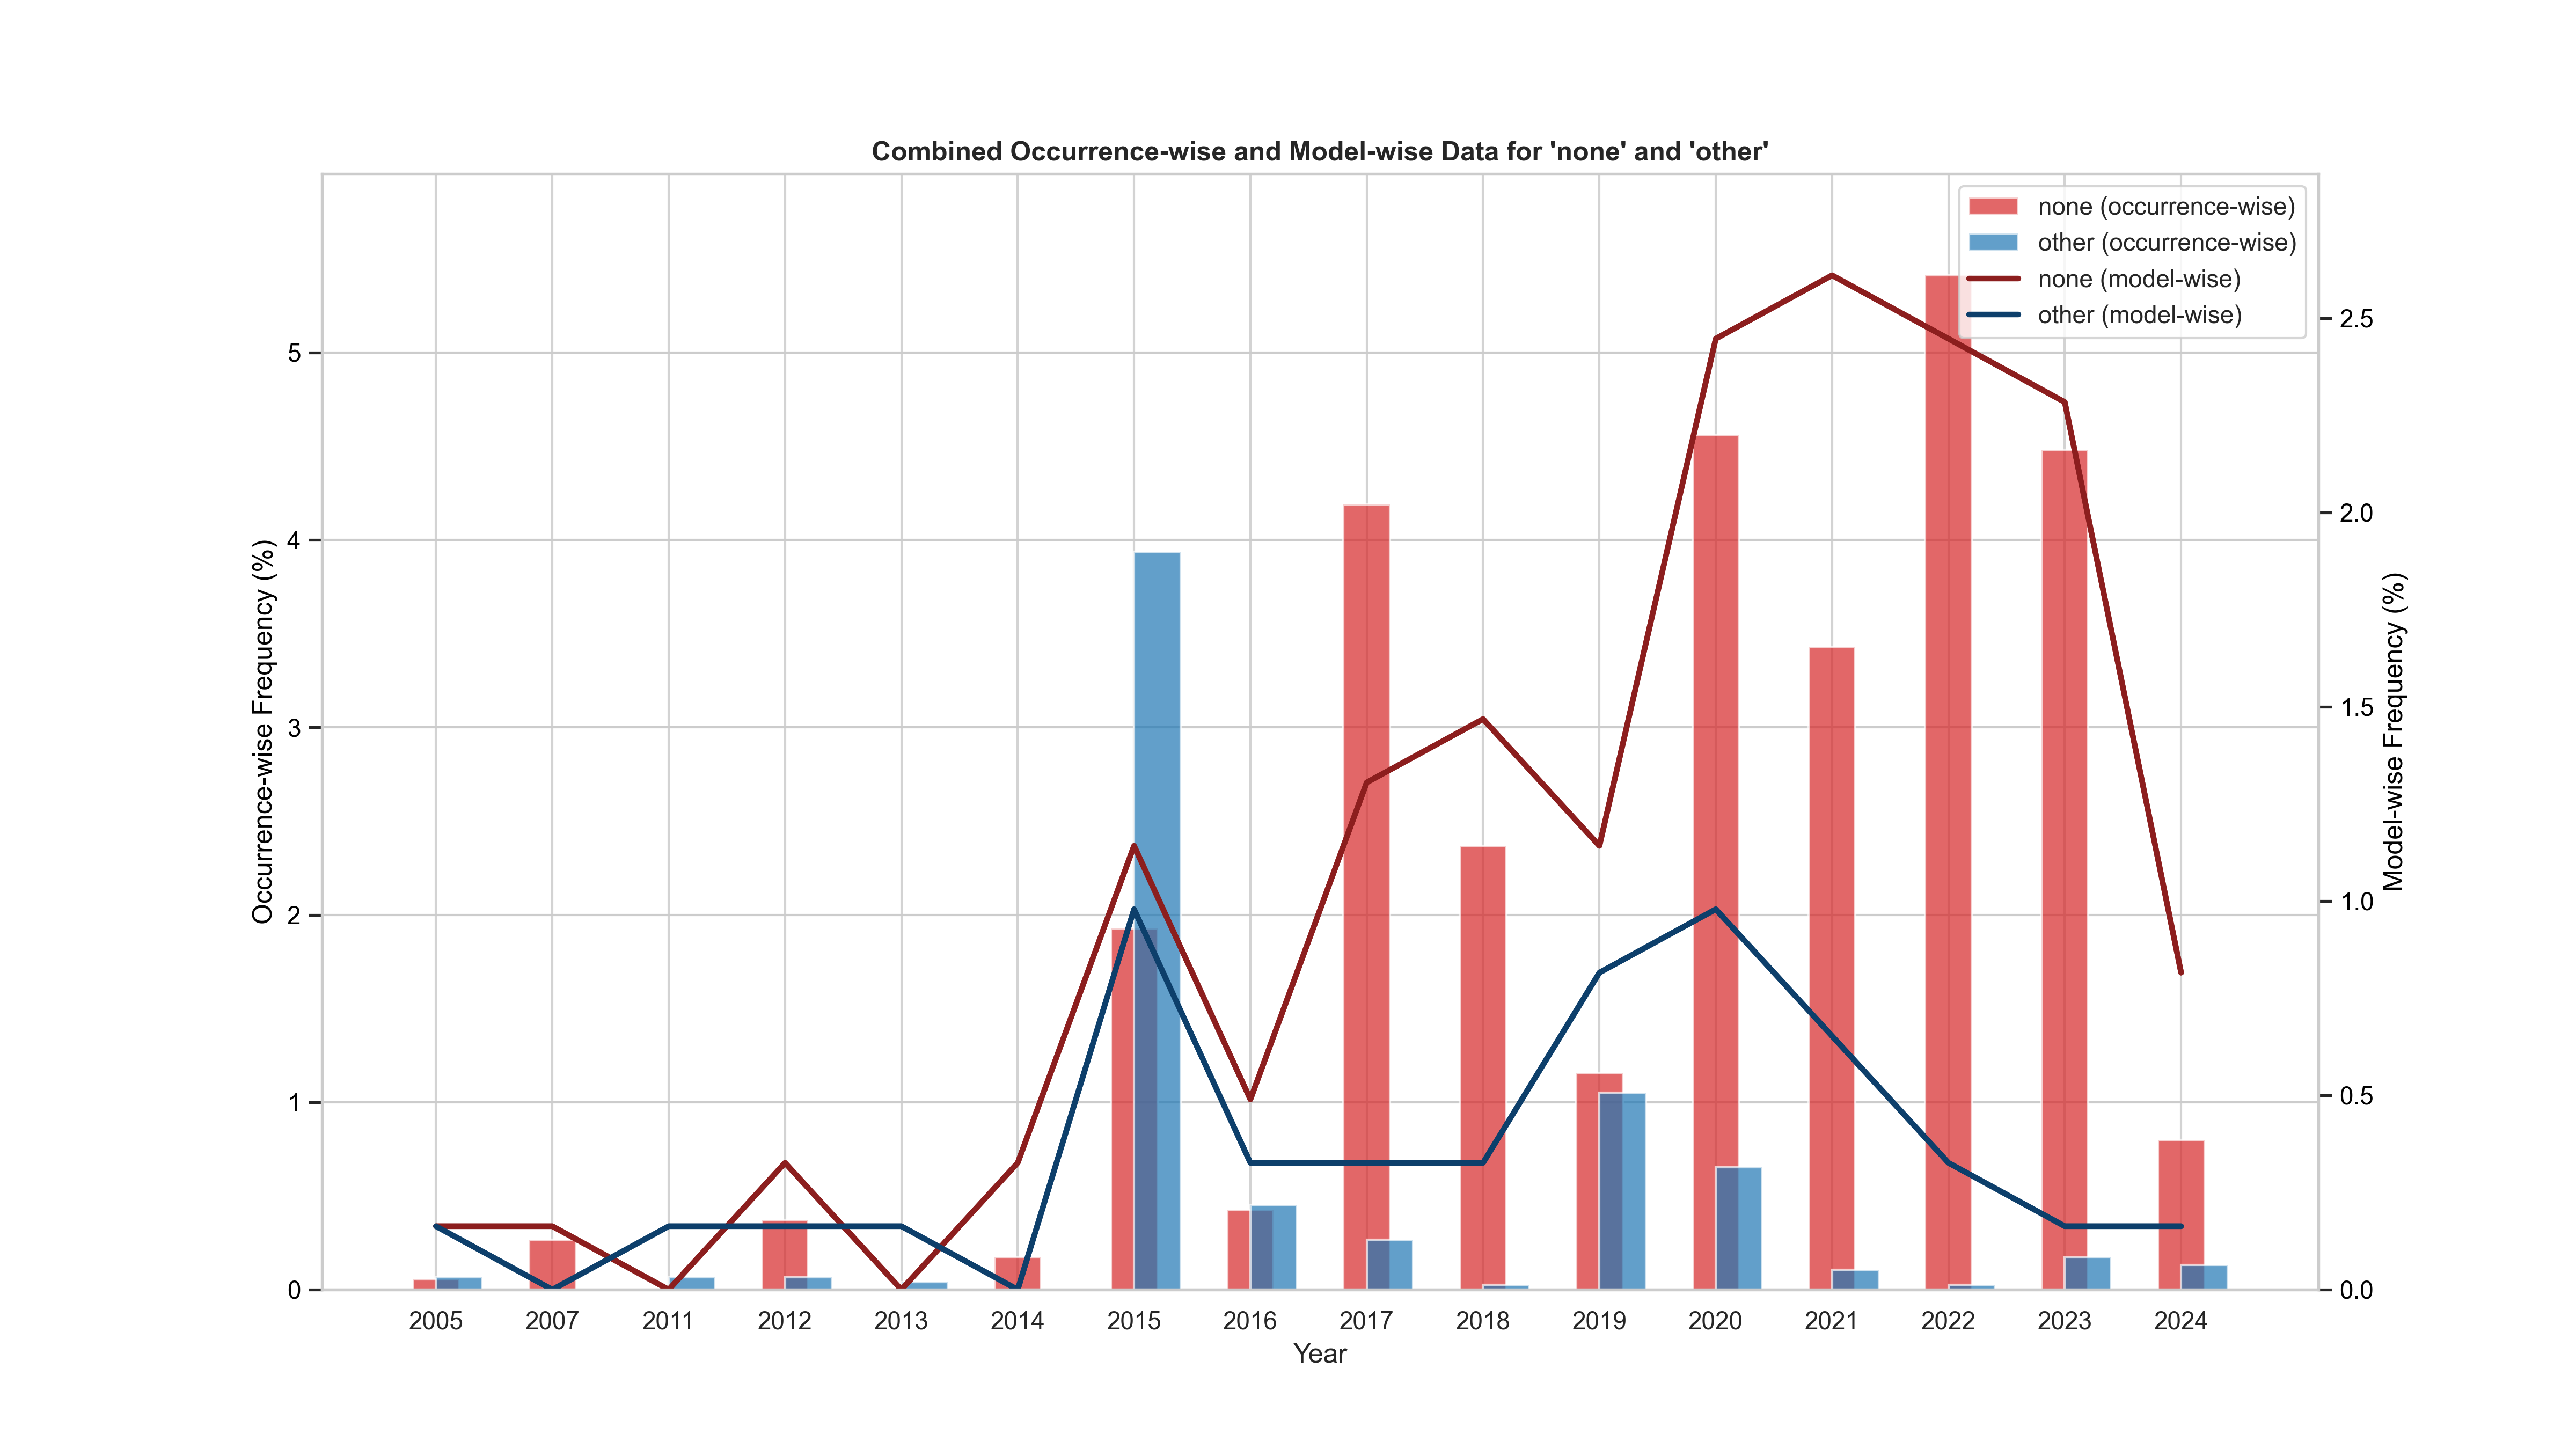 Combined Occurrence-wise and Model-wise Data for 'none' and 'other'
none (occurrence-wise)
other (occurrence-wise)
none (model-wise)
other (model-wise)
Occurrence-wise Frequency (%)
5
4
3
2
1
0
Model-wise Frequency (%)
2.5
2.0
1.5
1.0
0.5
0.0
2005 2007 2011 2012 2013 2014 2015 2016 2017 2018 2019 2020 2021 2022 2023 2024
Year